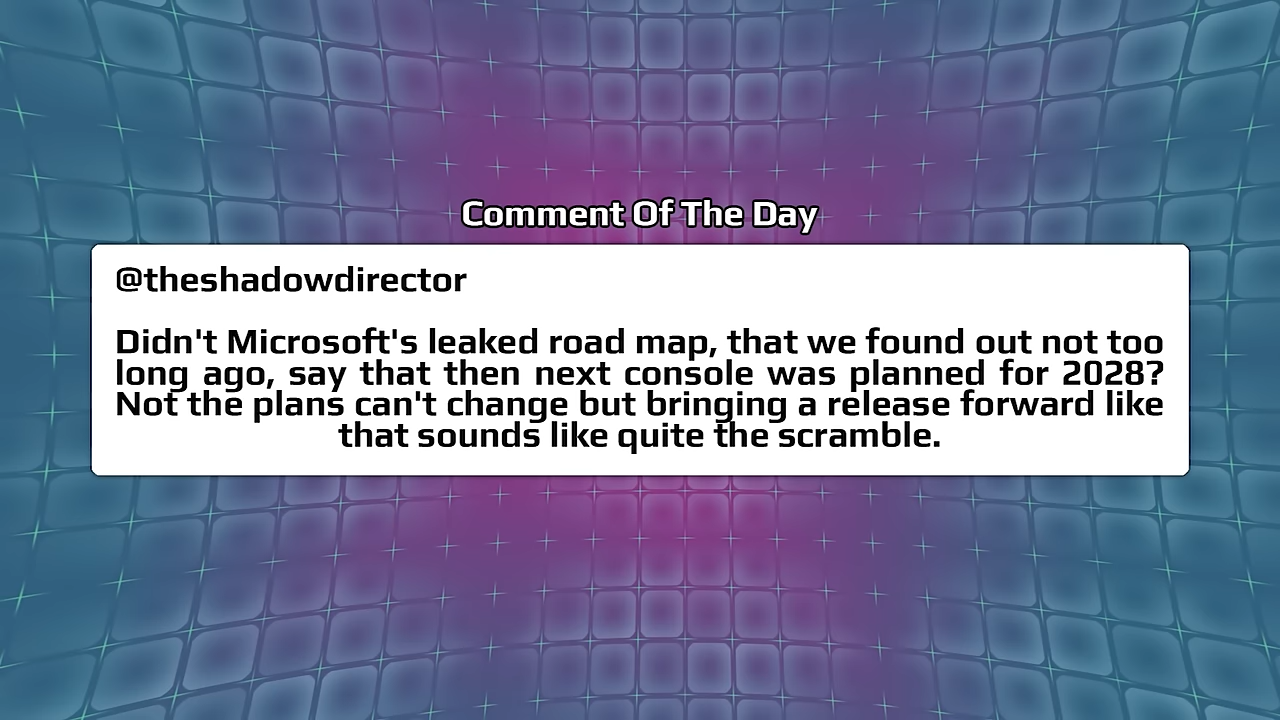 Comment Of The Day
@theshadowdirector
Didn't Microsoft's leaked road map, that we found out not too
long ago, say that then next console was planned for 2028?
Not the plans can't change but bringing a release forward like
that sounds like quite the scramble.